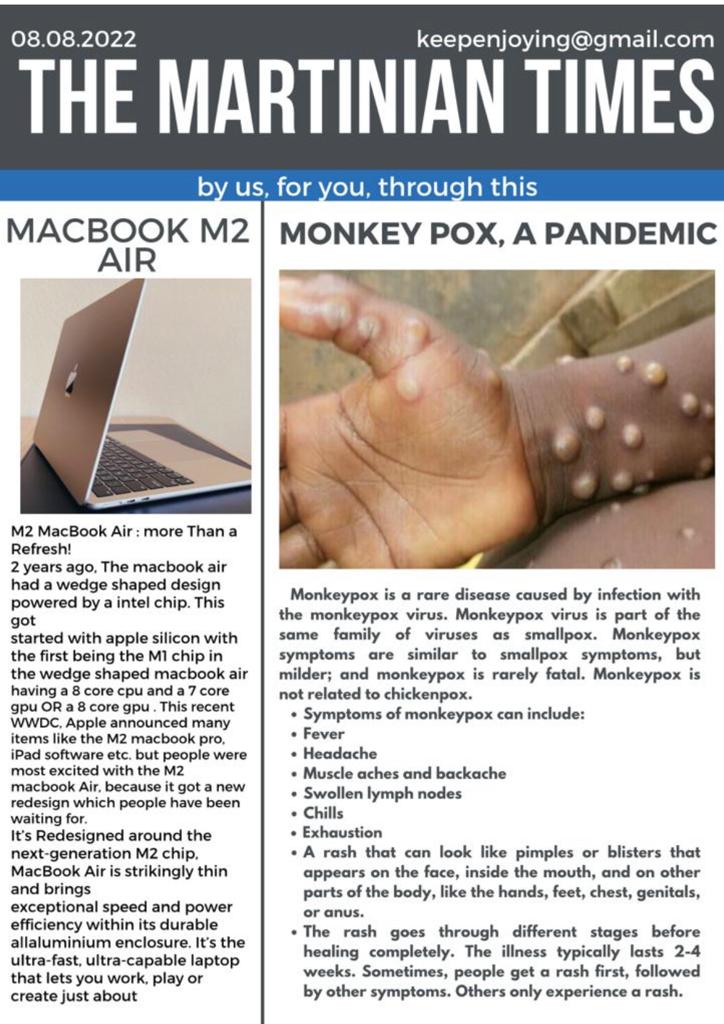 08.08.2022
keepenjoying@gmail.com
THE MARTINIAN TIMES
by us, for you, through this
MACBOOK M2
AIR
M2 MacBook Air : more Than a
Refresh!
2 years ago, The macbook air
had a wedge shaped design
powered by a intel chip. This
got
started with apple silicon with
the first being the M1 chip in
the wedge shaped macbook air
having a 8 core cpu and a 7 core
gpu OR a 8 core gpu . This recent
WWDC, Apple announced many
items like the M2 macbook pro,
iPad software etc. but people were
most excited with the M2
macbook Air, because it got a new
redesign which people have been
waiting for.
It's Redesigned around the
next-generation M2 chip,
MacBook Air is strikingly thin
and brings
exceptional speed and power
efficiency within its durable
allaluminium enclosure. It's the
ultra-fast, ultra-capable laptop
that lets you work, play or
create just about
MONKEY POX, A PANDEMIC
Monkeypox is a rare disease caused by infection with
the monkeypox virus. Monkeypox virus is part of the
same family of viruses as smallpox. Monkeypox
symptoms are similar to smallpox symptoms, but
milder; and monkeypox is rarely fatal. Monkeypox is
not related to chickenpox.
• Symptoms of monkeypox can include:
• Fever
• Headache
• Muscle aches and backache
• Swollen lymph nodes
• Chills
• Exhaustion
• A rash that can look like pimples or blisters that
appears on the face, inside the mouth, and on other
parts of the body, like the hands, feet, chest, genitals,
or anus.
• The rash goes through different stages before
healing completely. The illness typically lasts 2-4
weeks. Sometimes, people get a rash first, followed
by other symptoms. Others only experience a rash.